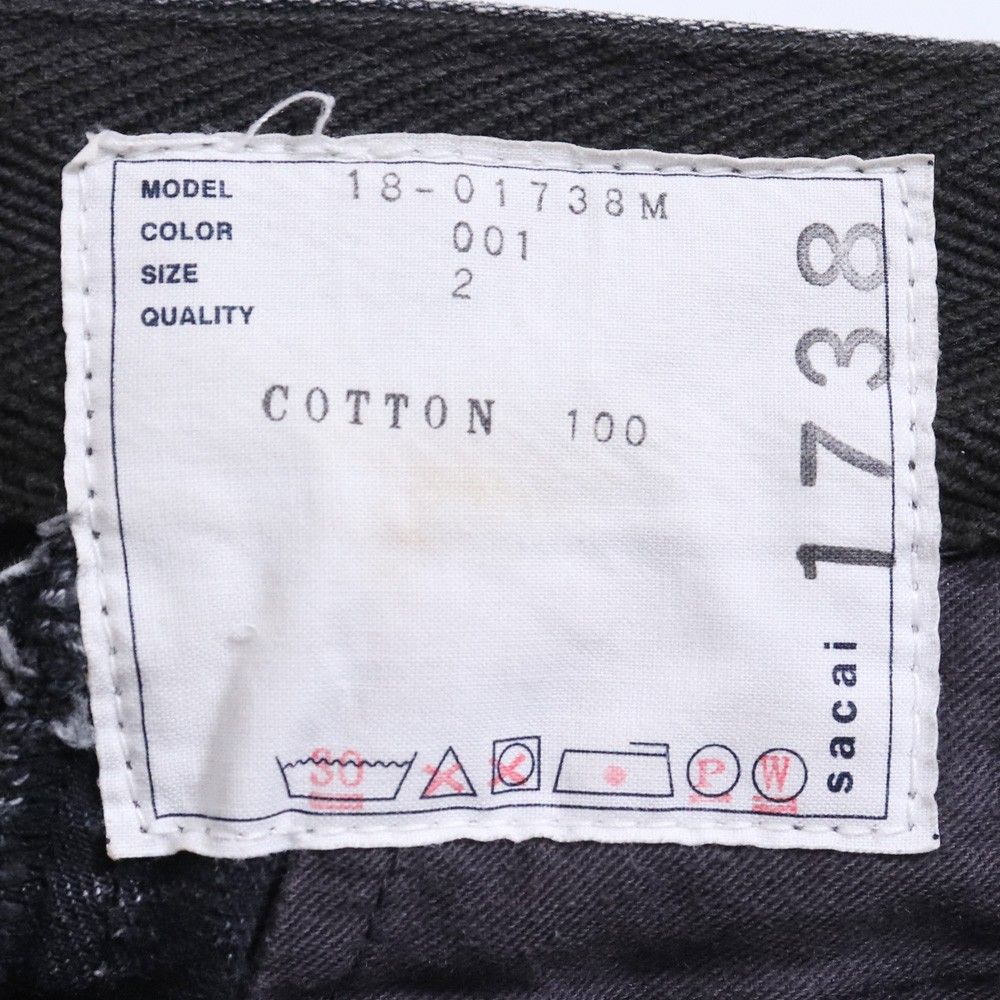 MODEL 18-01738M
COLOR 001
SIZE 2
QUALITY
COTTON 100
sacai 1738
30
P
W